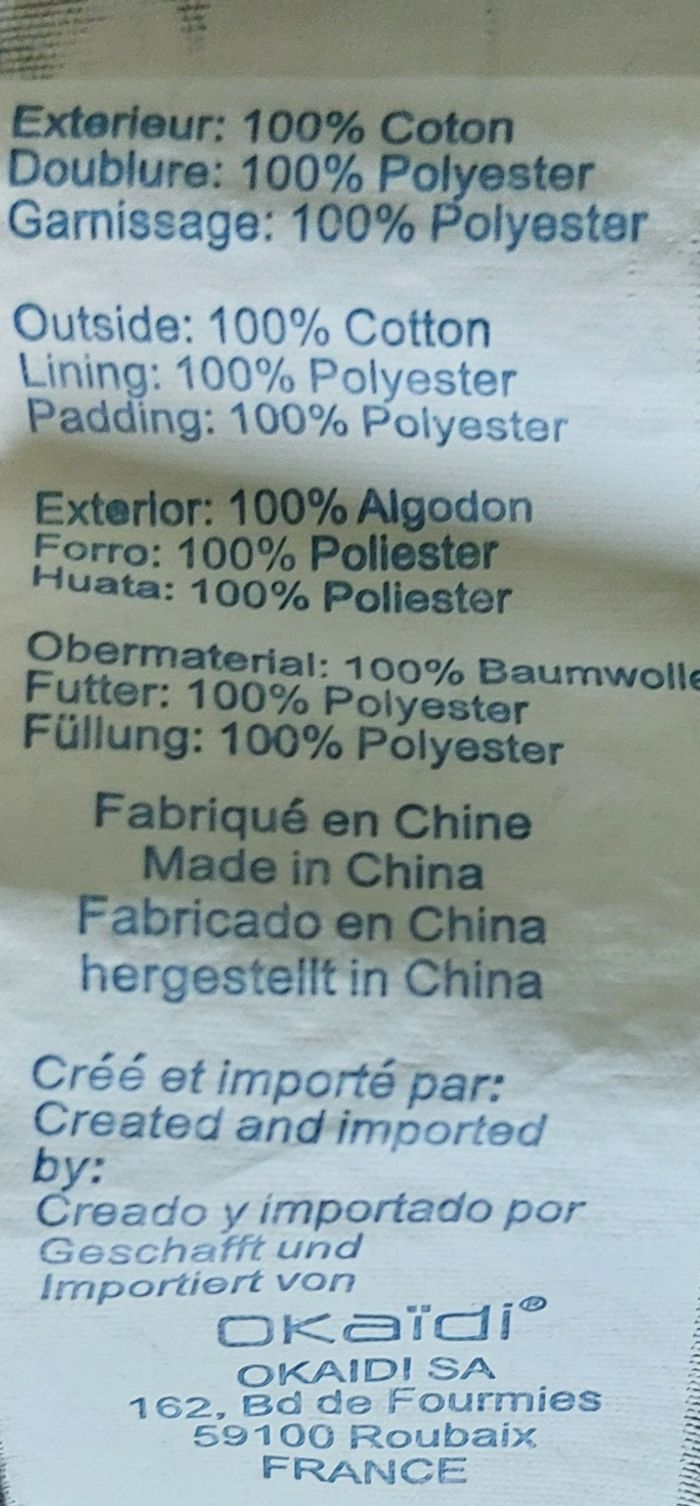 Exterieur: 100% Coton
Doublure: 100% Polyester
Garnissage: 100% Polyester
Outside: 100% Cotton
Lining: 100% Polyester
Padding: 100% Polyester
Exterior: 100% Algodon
Forro: 100% Poliester
Huata: 100% Poliester
Obermaterial: 100% Baumwolle
Futter: 100% Polyester
Füllung: 100% Polyester
Fabriqué en Chine
Made in China
Fabricado en China
hergestellt in China
Créé et importé par:
Created and imported
by:
Creado y importado por
Geschafft und
Importiert von
okaïdi®
OKAIDI SA
162, Bd de Fourmies
59100 Roubaix
FRANCE